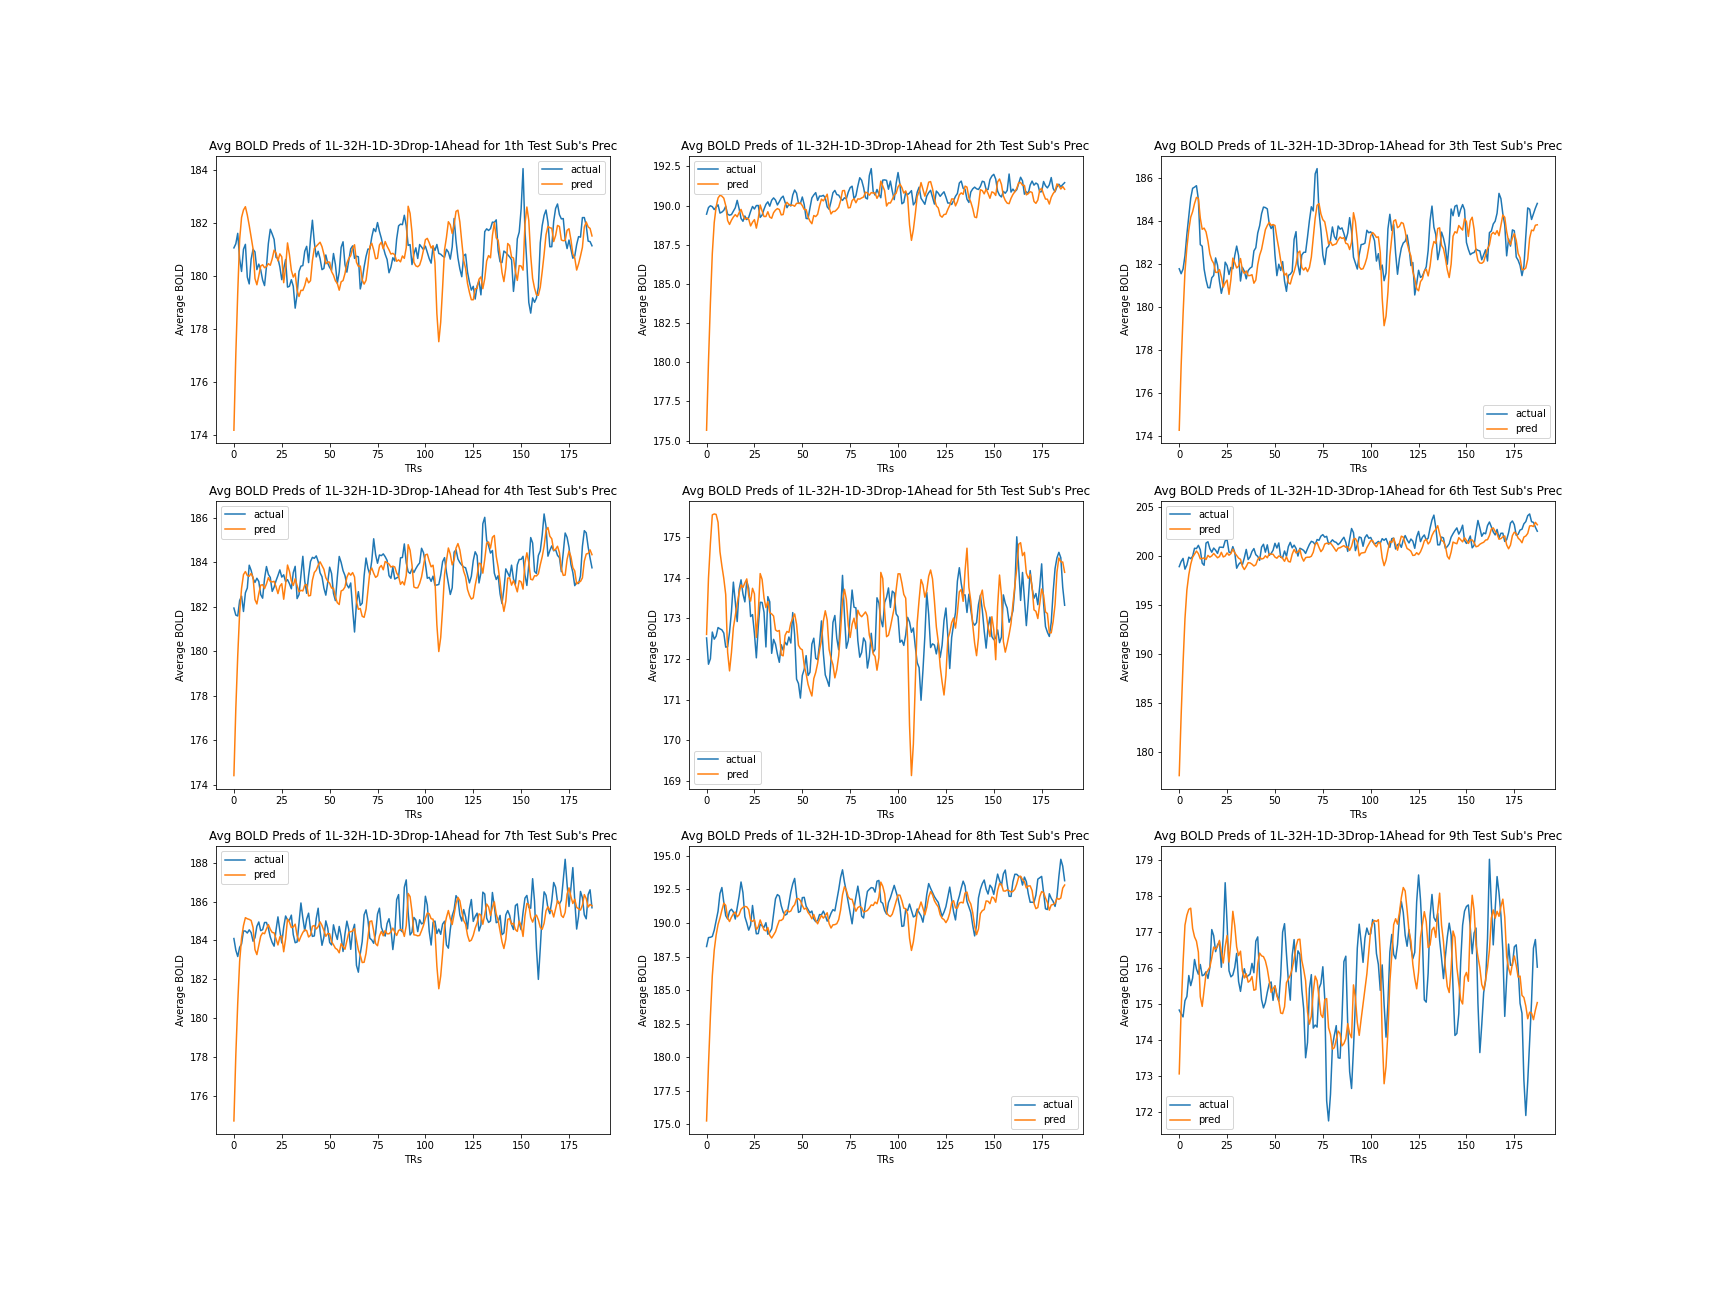 Avg BOLD Preds of 1L-32H-1D-3Drop-1Ahead for 1th Test Sub's Prec
184
182
180
178
176
174
Average BOLD
0 25 50 75 100 125 150 175
TRs
actual
pred
Avg BOLD Preds of 1L-32H-1D-3Drop-1Ahead for 2th Test Sub's Prec
192.5
190.0
187.5
185.0
182.5
180.0
177.5
175.0
Average BOLD
0 25 50 75 100 125 150 175
TRs
actual
pred
Avg BOLD Preds of 1L-32H-1D-3Drop-1Ahead for 3th Test Sub's Prec
186
184
182
180
178
176
174
Average BOLD
0 25 50 75 100 125 150 175
TRs
actual
pred
Avg BOLD Preds of 1L-32H-1D-3Drop-1Ahead for 4th Test Sub's Prec
186
184
182
180
178
176
174
Average BOLD
0 25 50 75 100 125 150 175
TRs
actual
pred
Avg BOLD Preds of 1L-32H-1D-3Drop-1Ahead for 5th Test Sub's Prec
175
174
173
172
171
170
169
Average BOLD
0 25 50 75 100 125 150 175
TRs
actual
pred
Avg BOLD Preds of 1L-32H-1D-3Drop-1Ahead for 6th Test Sub's Prec
205
200
195
190
185
180
Average BOLD
0 25 50 75 100 125 150 175
TRs
actual
pred
Avg BOLD Preds of 1L-32H-1D-3Drop-1Ahead for 7th Test Sub's Prec
188
186
184
182
180
178
176
Average BOLD
0 25 50 75 100 125 150 175
TRs
actual
pred
Avg BOLD Preds of 1L-32H-1D-3Drop-1Ahead for 8th Test Sub's Prec
195.0
192.5
190.0
187.5
185.0
182.5
180.0
177.5
175.0
Average BOLD
0 25 50 75 100 125 150 175
TRs
actual
pred
Avg BOLD Preds of 1L-32H-1D-3Drop-1Ahead for 9th Test Sub's Prec
179
178
177
176
175
174
173
172
Average BOLD
0 25 50 75 100 125 150 175
TRs
actual
pred